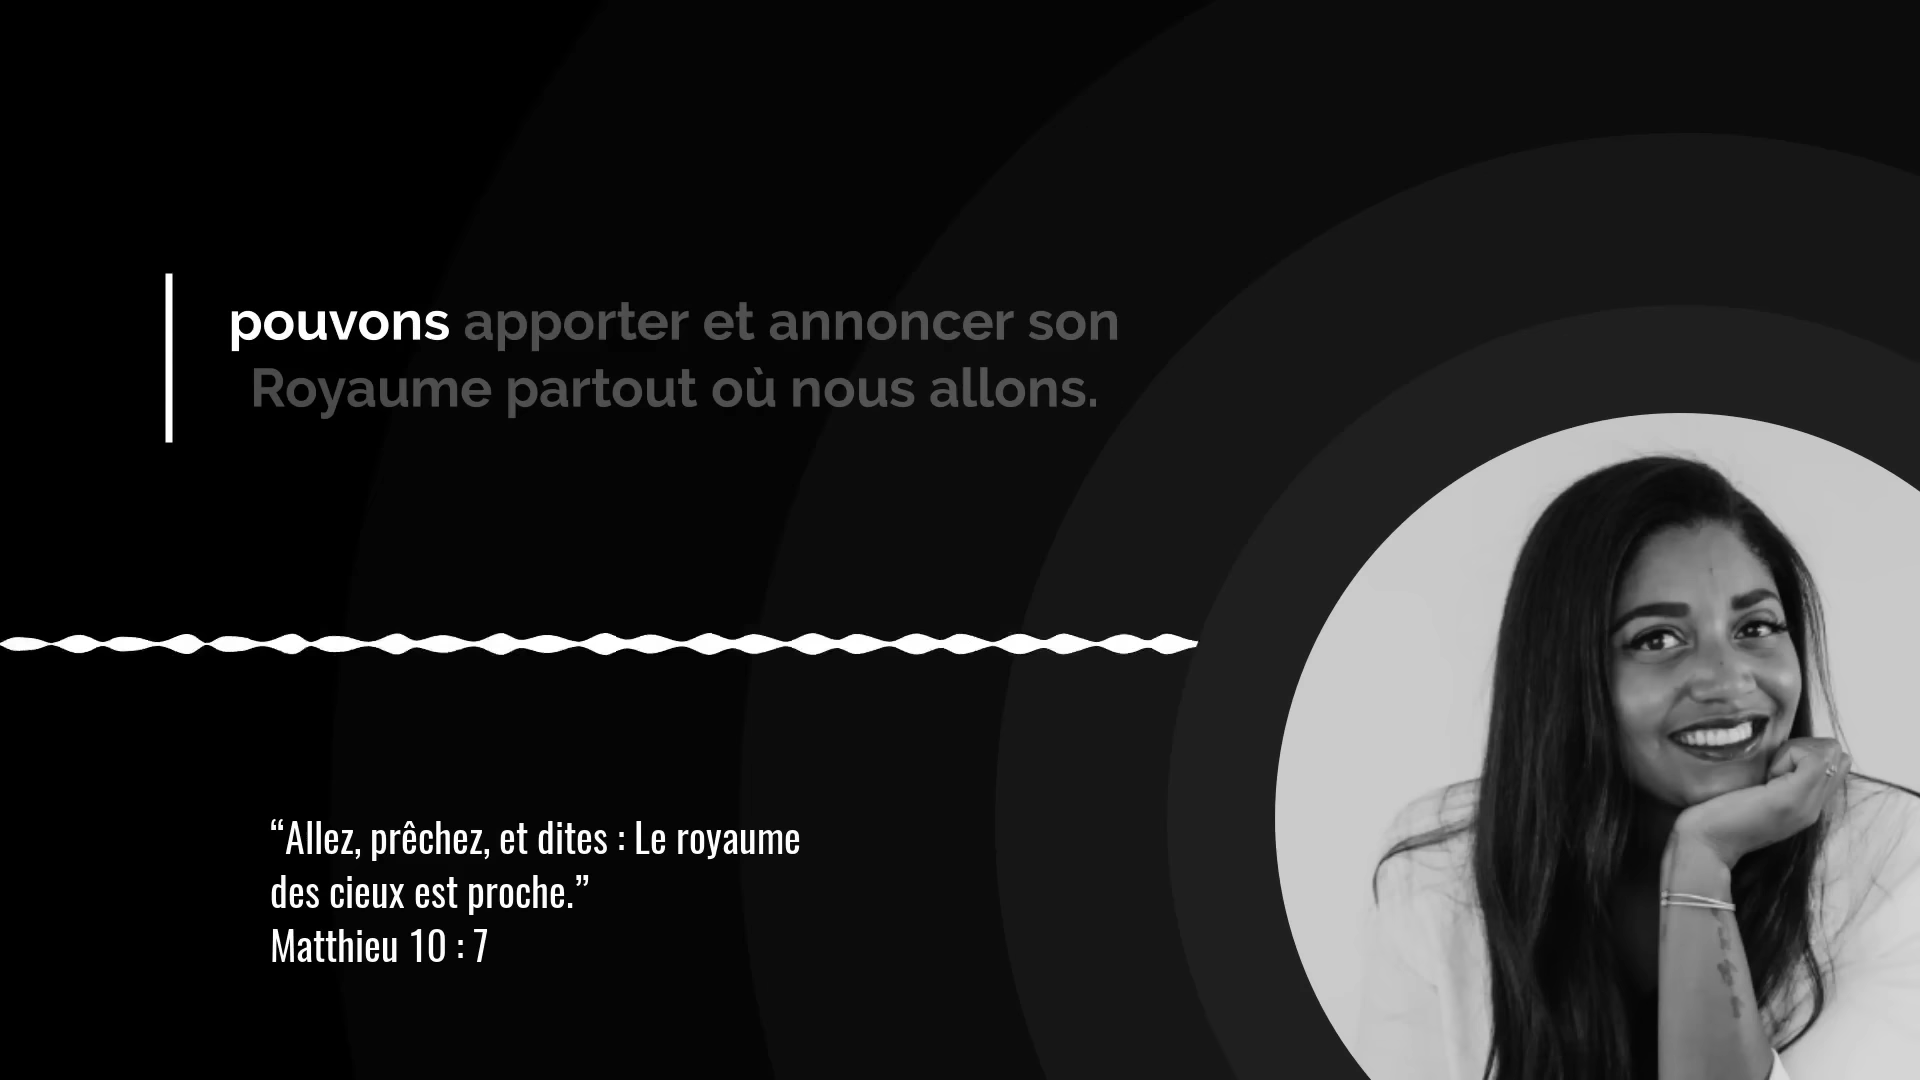 pouvons apporter et annoncer son
Royaume partout où nous allons.
“Allez, prêchez, et dites : Le royaume
des cieux est proche.”
Matthieu 10 : 7